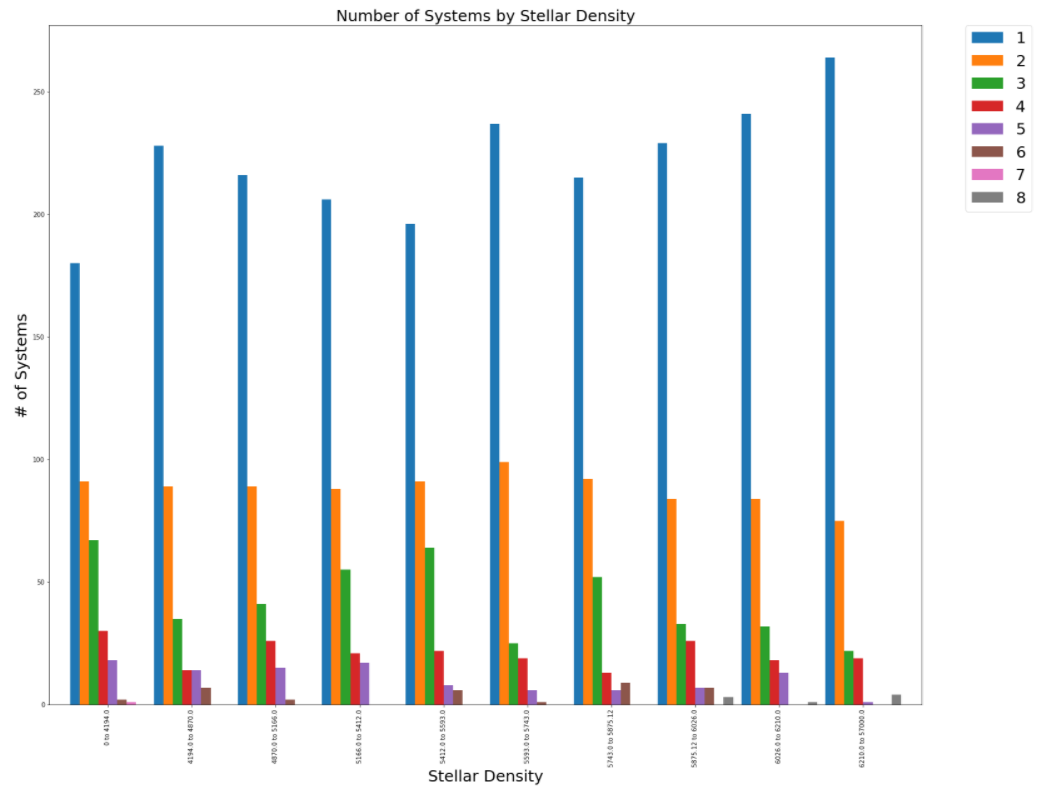 Number of Systems by Stellar Density
1
2
3
4
5
6
7
8
250
200
150
100
50
0
# of Systems
0 to 4194.0
4194.0 to 4870.0
4870.0 to 5166.0
5166.0 to 5412.0
5412.0 to 5593.0
5593.0 to 5743.0
5743.0 to 5875.12
5875.12 to 6026.0
6026.0 to 6210.0
6210.0 to 57000.0
Stellar Density